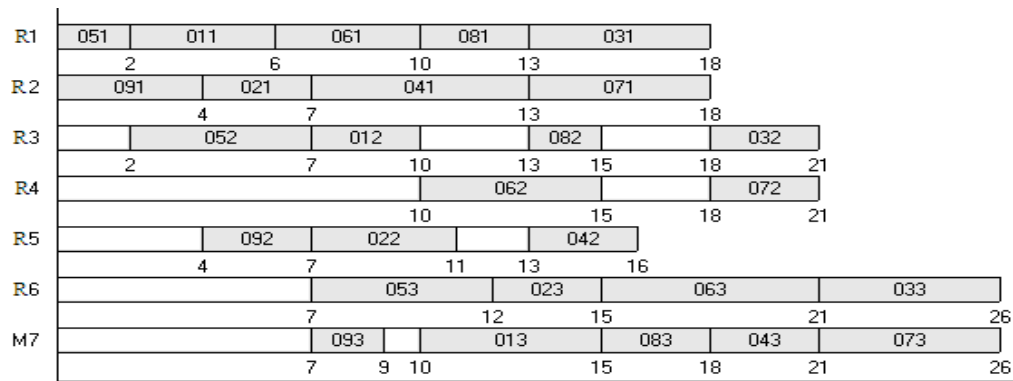 R1 051 011 061 081 031
2 6 10 13 18
R2 091 021 041 071
4 7 13 18
R3 052 012 082 032
2 7 10 13 15 18 21
R4 062 072
10 15 18 21
R5 092 022 042
4 7 11 13 16
R6 053 023 063 033
7 12 15 21 26
M7 093 013 083 043 073
7 9 10 15 18 21 26